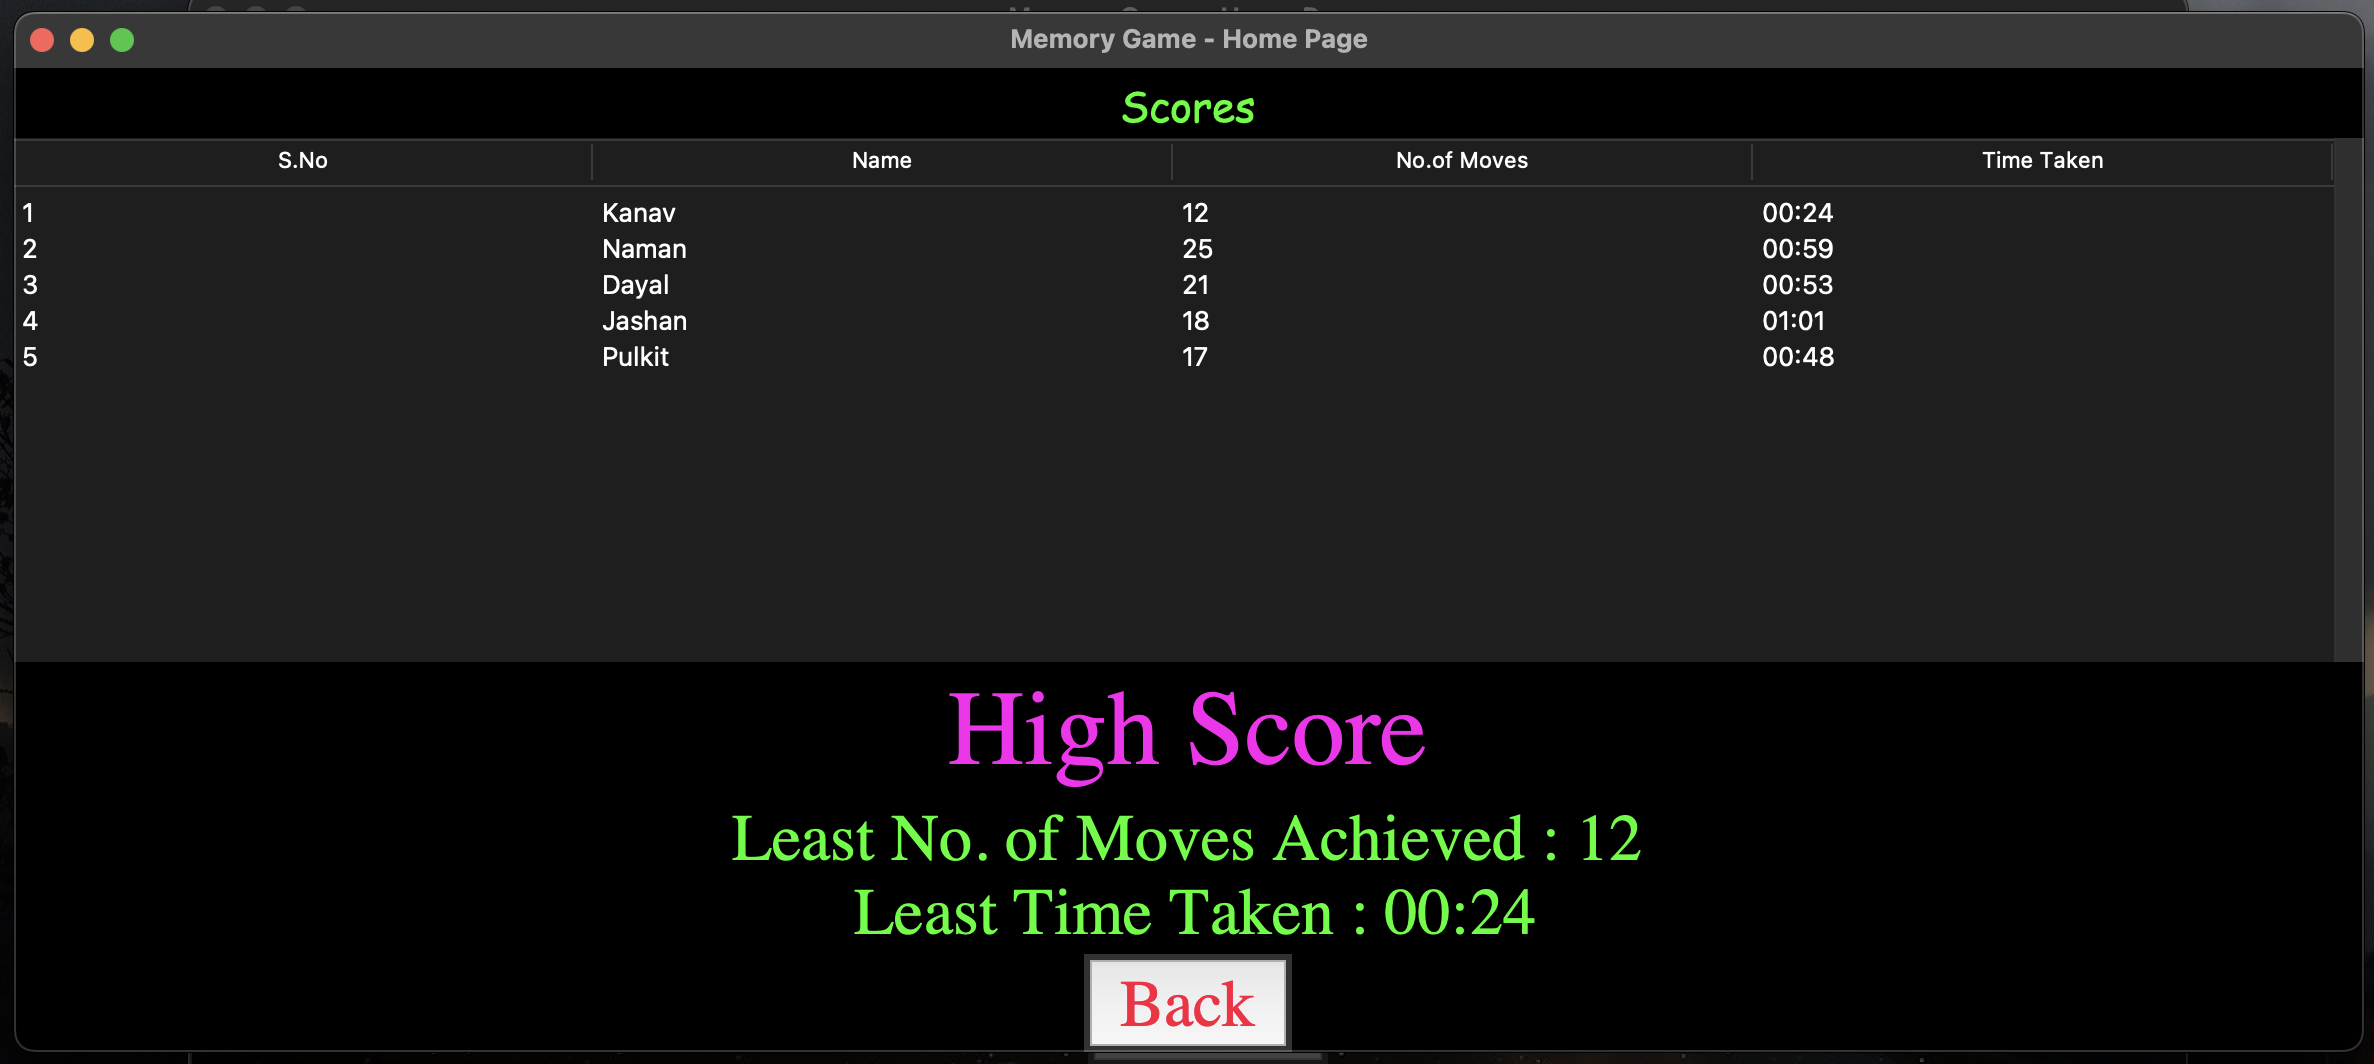 Memory Game - Home Page
Scores
S.No Name No.of Moves Time Taken
1 Kanav 12 00:24
2 Naman 25 00:59
3 Dayal 21 00:53
4 Jashan 18 01:01
5 Pulkit 17 00:48
High Score
Least No. of Moves Achieved : 12
Least Time Taken : 00:24
Back